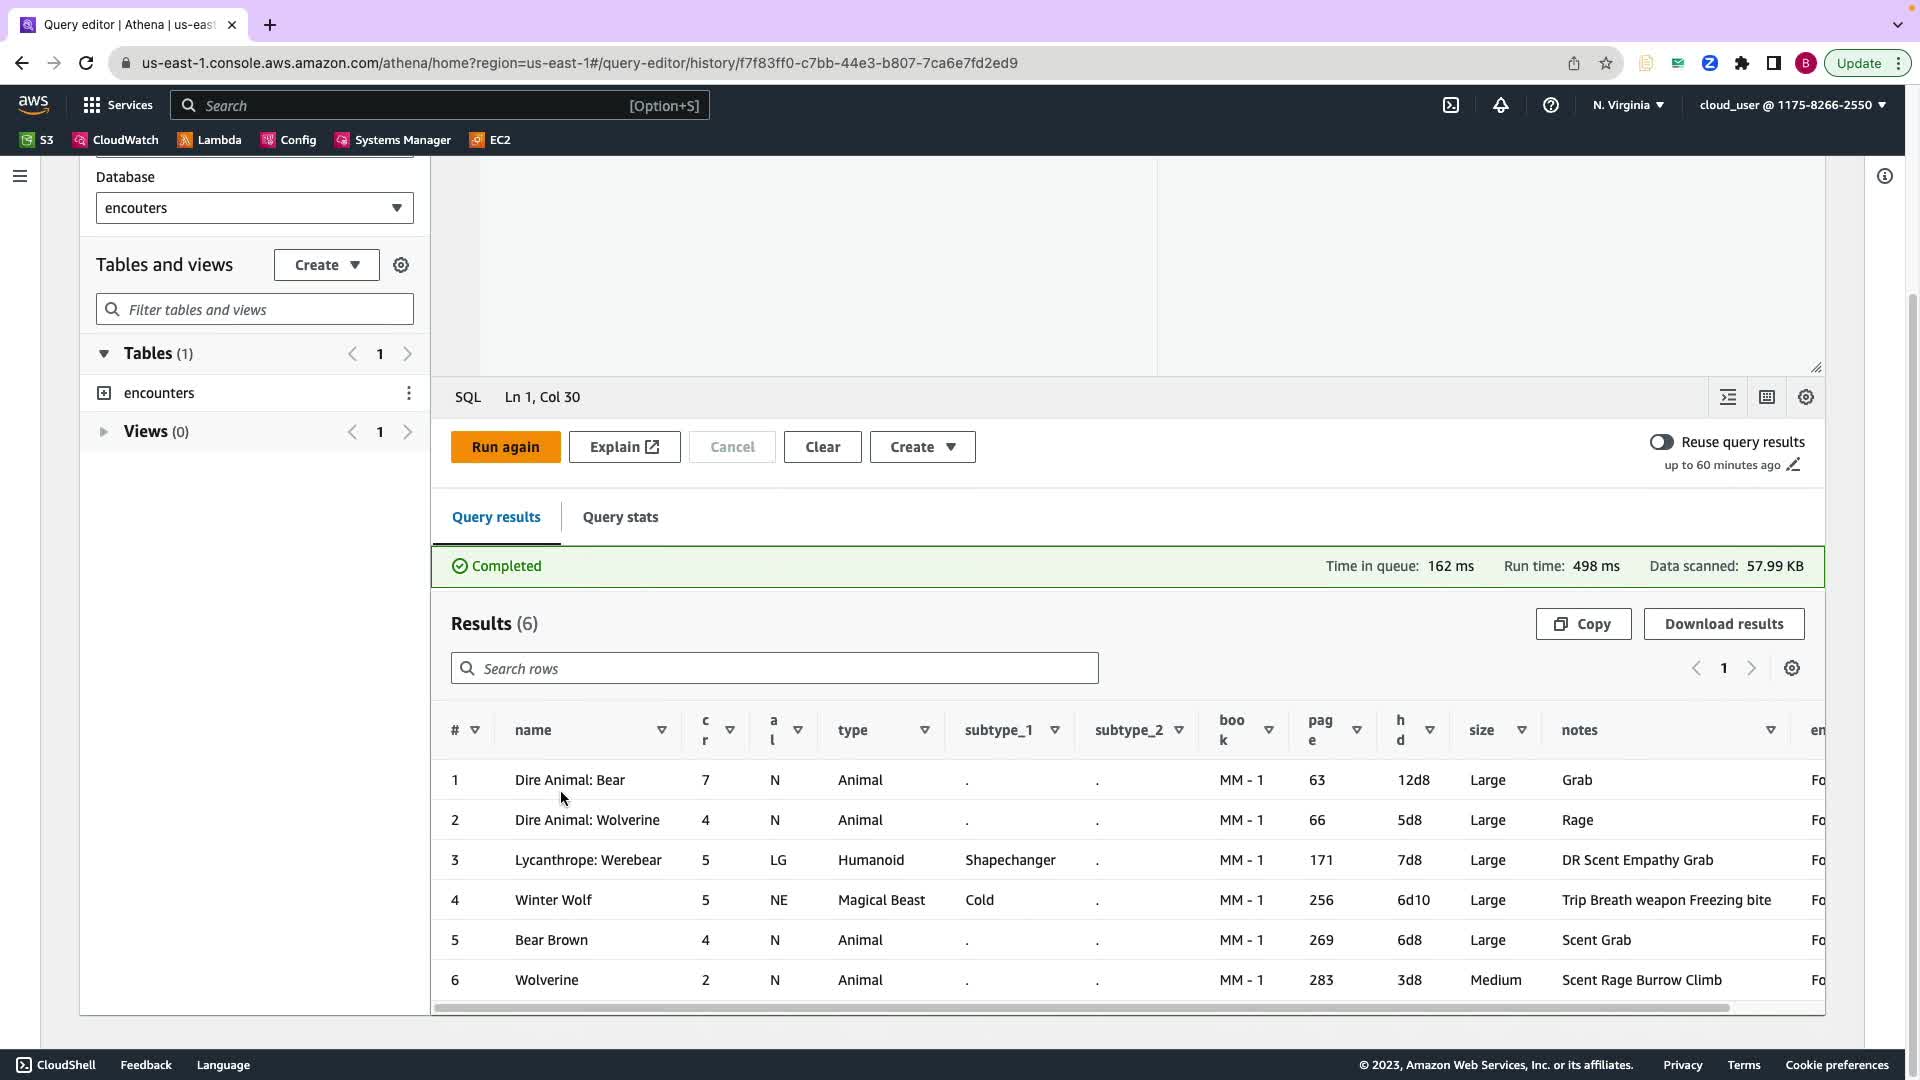 Query editor | Athena | us-east
us-east-1.console.aws.amazon.com/athena/home?region=us-east-1#/query-editor/history/f7f83ff0-c7bb-44e3-b807-7ca6e7fd2ed9
B
Update
aws
Services
Search
[Option+S]
N. Virginia
cloud_user @ 1175-8266-2550
S3
CloudWatch
Lambda
Config
Systems Manager
EC2
Database
encouters
Tables and views
Create
Filter tables and views
Tables (1)
1
encounters
Views (0)
1
SQL Ln 1, Col 30
Run again
Explain
Cancel
Clear
Create
Reuse query results
up to 60 minutes ago
Query results
Query stats
Completed
Time in queue: 162 ms Run time: 498 ms Data scanned: 57.99 KB
Results (6)
Copy
Download results
Search rows
1
# name cr al type subtype_1 subtype_2 book page hd size notes en
1 Dire Animal: Bear 7 N Animal . . MM - 1 63 12d8 Large Grab Fo
2 Dire Animal: Wolverine 4 N Animal . . MM - 1 66 5d8 Large Rage Fo
3 Lycanthrope: Werebear 5 LG Humanoid Shapechanger . MM - 1 171 7d8 Large DR Scent Empathy Grab Fo
4 Winter Wolf 5 NE Magical Beast Cold . MM - 1 256 6d10 Large Trip Breath weapon Freezing bite Fo
5 Bear Brown 4 N Animal . . MM - 1 269 6d8 Large Scent Grab Fo
6 Wolverine 2 N Animal . . MM - 1 283 3d8 Medium Scent Rage Burrow Climb Fo
CloudShell Feedback Language
© 2023, Amazon Web Services, Inc. or its affiliates. Privacy Terms Cookie preferences